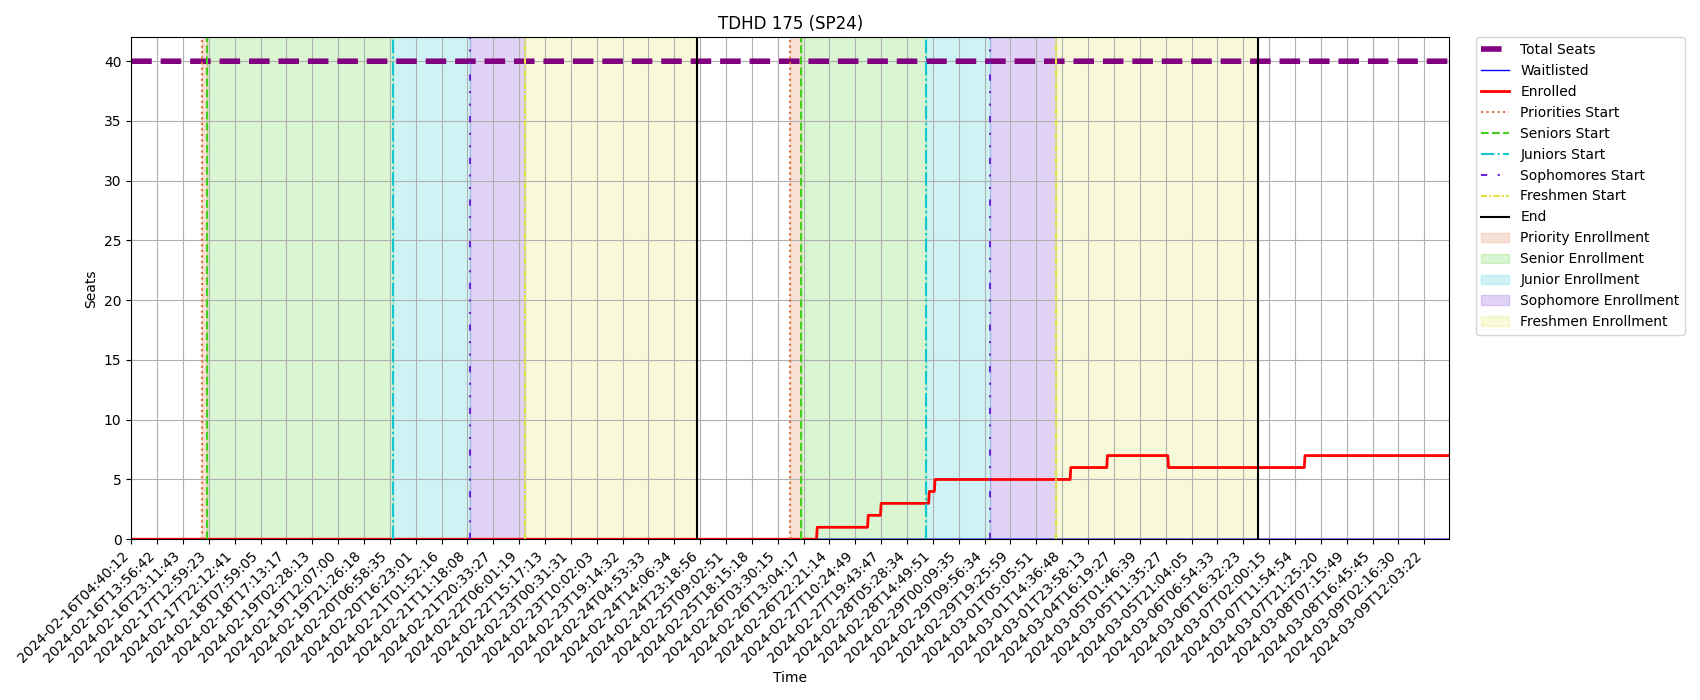 TDHD 175 (SP24)
Seats
40
35
30
25
20
15
10
5
0
2024-02-16T04:40:12
2024-02-16T13:56:42
2024-02-16T23:11:43
2024-02-17T12:59:23
2024-02-17T22:12:41
2024-02-18T07:59:05
2024-02-18T17:13:17
2024-02-19T02:28:13
2024-02-19T12:07:00
2024-02-19T21:26:18
2024-02-20T06:58:35
2024-02-20T16:23:01
2024-02-21T01:52:16
2024-02-21T11:18:08
2024-02-21T20:33:27
2024-02-22T06:01:19
2024-02-22T15:17:13
2024-02-23T00:31:31
2024-02-23T10:02:03
2024-02-23T19:14:32
2024-02-24T04:53:33
2024-02-24T14:06:34
2024-02-24T23:18:56
2024-02-25T09:02:51
2024-02-25T18:15:18
2024-02-26T03:30:15
2024-02-26T13:04:17
2024-02-26T22:21:14
2024-02-27T10:24:49
2024-02-27T19:43:47
2024-02-28T05:28:34
2024-02-28T14:49:51
2024-02-29T00:09:35
2024-02-29T09:56:34
2024-02-29T19:25:59
2024-03-01T05:05:51
2024-03-01T14:36:48
2024-03-01T23:58:13
2024-03-04T16:19:27
2024-03-05T01:46:39
2024-03-05T11:35:27
2024-03-05T21:04:05
2024-03-06T06:54:33
2024-03-06T16:32:23
2024-03-07T02:00:15
2024-03-07T11:54:54
2024-03-07T21:25:20
2024-03-08T07:15:49
2024-03-08T16:45:45
2024-03-09T02:16:30
2024-03-09T12:03:22
Time
Total Seats
Waitlisted
Enrolled
Priorities Start
Seniors Start
Juniors Start
Sophomores Start
Freshmen Start
End
Priority Enrollment
Senior Enrollment
Junior Enrollment
Sophomore Enrollment
Freshmen Enrollment